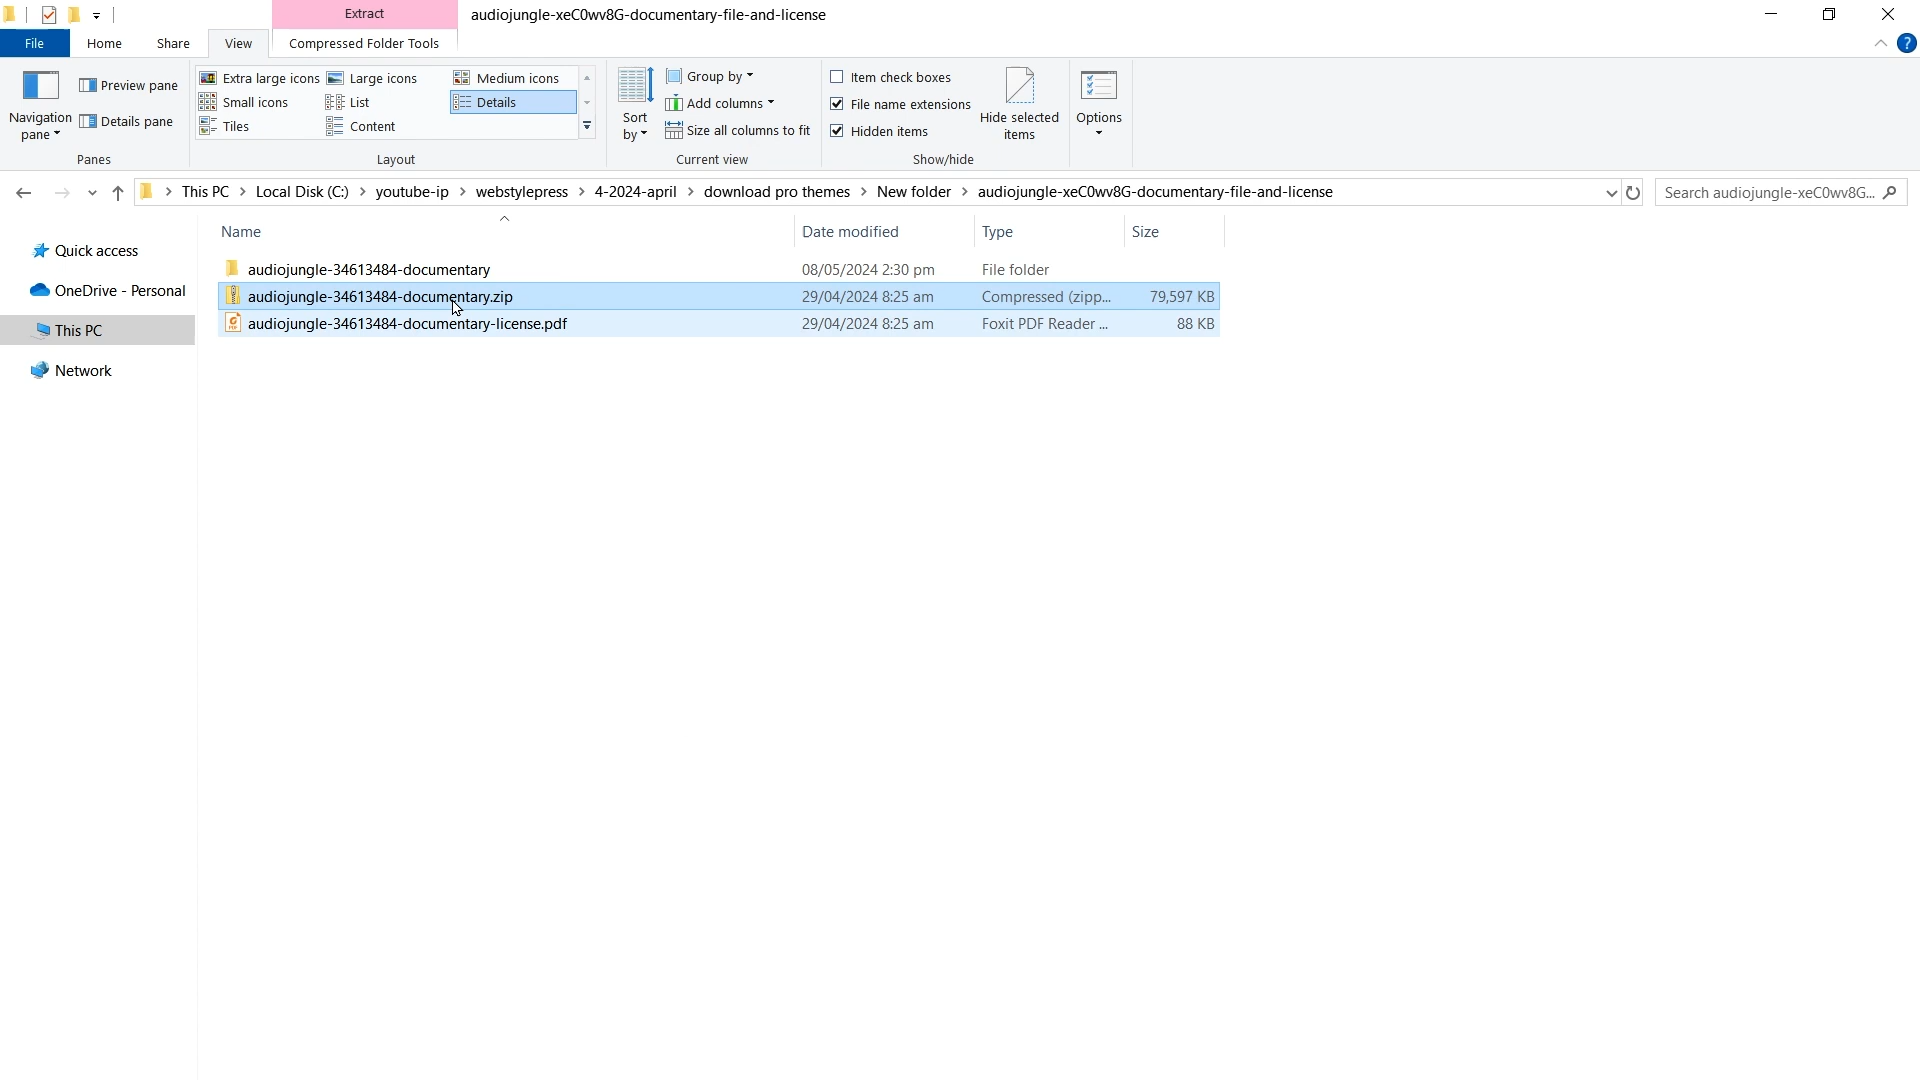 Extract
audiojungle-xeC0wv8G-documentary-file-and-license
File Home Share View Compressed Folder Tools
Navigation pane
Preview pane
Details pane
Panes
Extra large icons Large icons Medium icons
Small icons List Details
Tiles Content
Layout
Sort by
Group by
Add columns
Size all columns to fit
Current view
Item check boxes
File name extensions
Hidden items
Hide selected items
Show/hide
Options
This PC > Local Disk (C:) > youtube-ip > webstylepress > 4-2024-april > download pro themes > New folder > audiojungle-xeC0wv8G-documentary-file-and-license
Search audiojungle-xeC0wv8G...
Quick access
OneDrive - Personal
This PC
Network
Name Date modified Type Size
audiojungle-34613484-documentary 08/05/2024 2:30 pm File folder
audiojungle-34613484-documentary.zip 29/04/2024 8:25 am Compressed (zipp... 79,597 KB
audiojungle-34613484-documentary-license.pdf 29/04/2024 8:25 am Foxit PDF Reader ... 88 KB